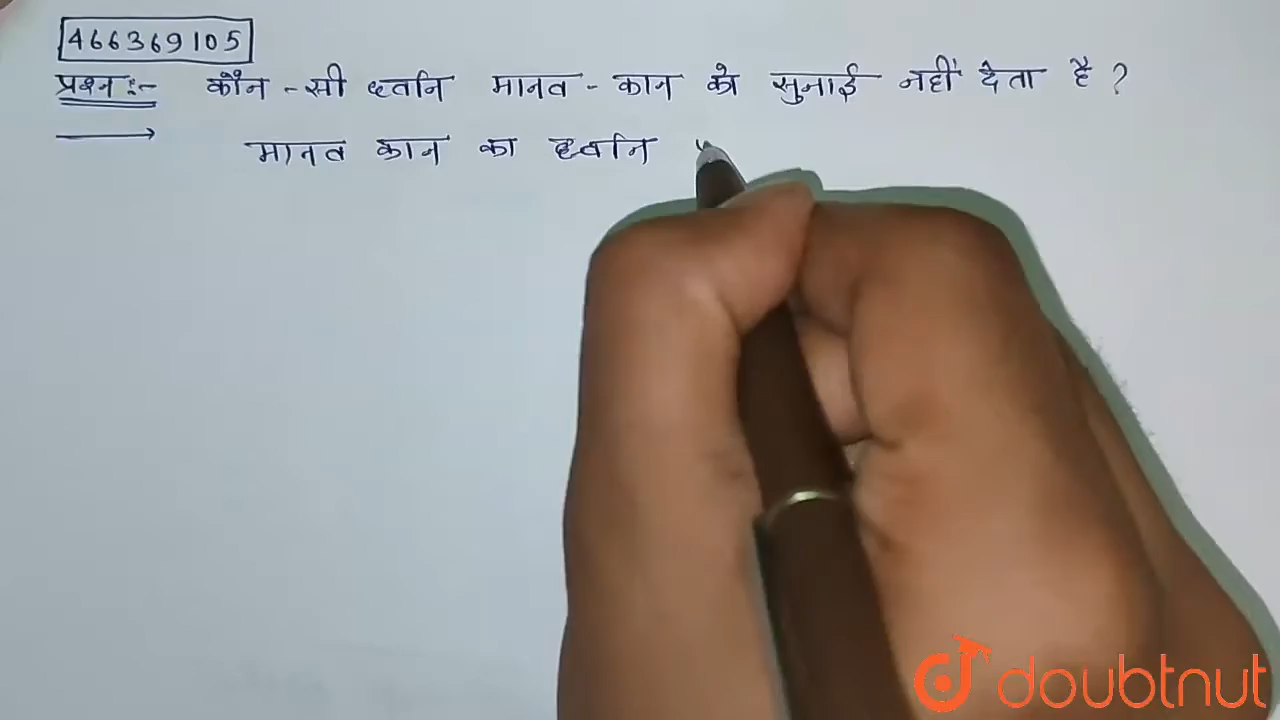 466369105
प्रश्न :- कौन - सी ध्वनि मानव - कान को सुनाई नहीं देता है ?
मानव कान का ध्वनि
doubtnut